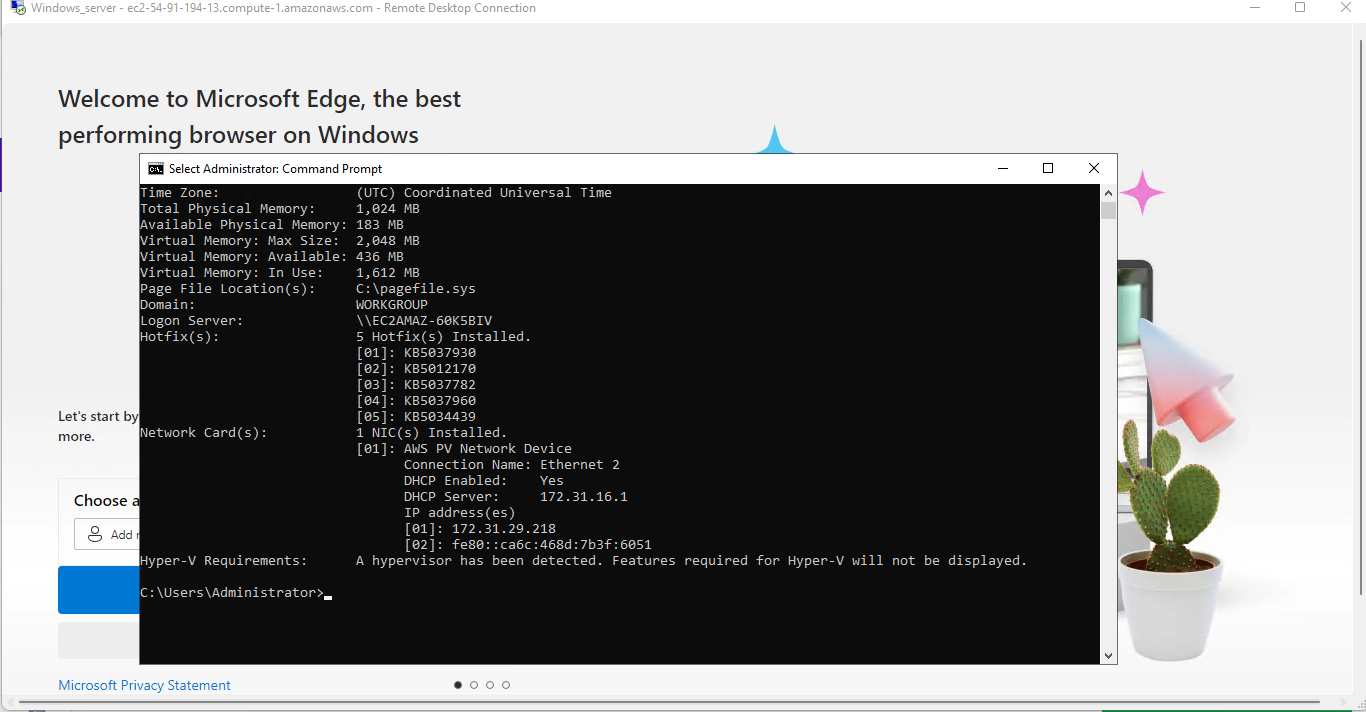 Windows_server - ec2-54-91-194-13.compute-1.amazonaws.com - Remote Desktop Connection
Welcome to Microsoft Edge, the best
performing browser on Windows
Select Administrator: Command Prompt
Time Zone: (UTC) Coordinated Universal Time
Total Physical Memory: 1,024 MB
Available Physical Memory: 183 MB
Virtual Memory: Max Size: 2,048 MB
Virtual Memory: Available: 436 MB
Virtual Memory: In Use: 1,612 MB
Page File Location(s): C:\pagefile.sys
Domain: WORKGROUP
Logon Server: \\EC2AMAZ-60K5BIV
Hotfix(s): 5 Hotfix(s) Installed.
[01]: KB5037930
[02]: KB5012170
[03]: KB5037782
[04]: KB5037960
[05]: KB5034439
Network Card(s): 1 NIC(s) Installed.
[01]: AWS PV Network Device
Connection Name: Ethernet 2
DHCP Enabled: Yes
DHCP Server: 172.31.16.1
IP address(es)
[01]: 172.31.29.218
[02]: fe80::ca6c:468d:7b3f:6051
Hyper-V Requirements: A hypervisor has been detected. Features required for Hyper-V will not be displayed.
C:\Users\Administrator>
Let's start by
more.
Choose a
Add
Microsoft Privacy Statement